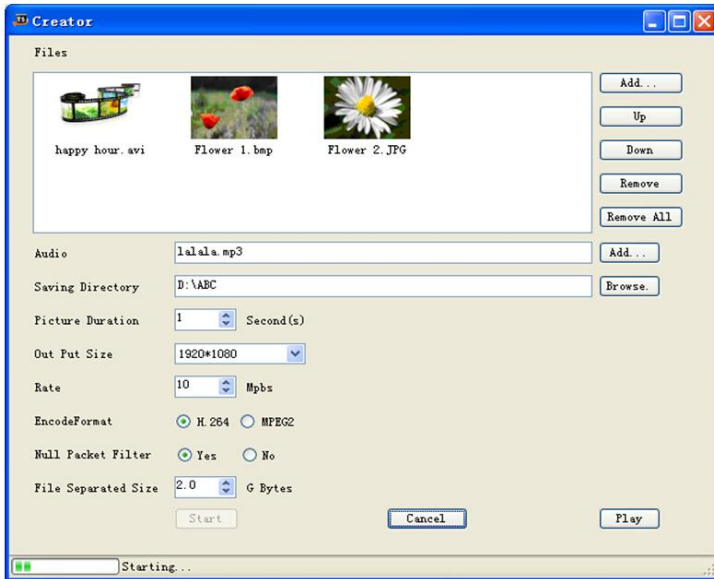 TS Creator
Files
happy hour.avi Flower 1.bmp Flower 2.JPG
Add...
Up
Down
Remove
Remove All
Audio lalala.mp3 Add...
Saving Directory D:\ABC Browse.
Picture Duration 1 Second(s)
Out Put Size 1920*1080
Rate 10 Mpbs
EncodeFormat H.264 MPEG2
Null Packet Filter Yes No
File Separated Size 2.0 G Bytes
Start Cancel Play
Starting...